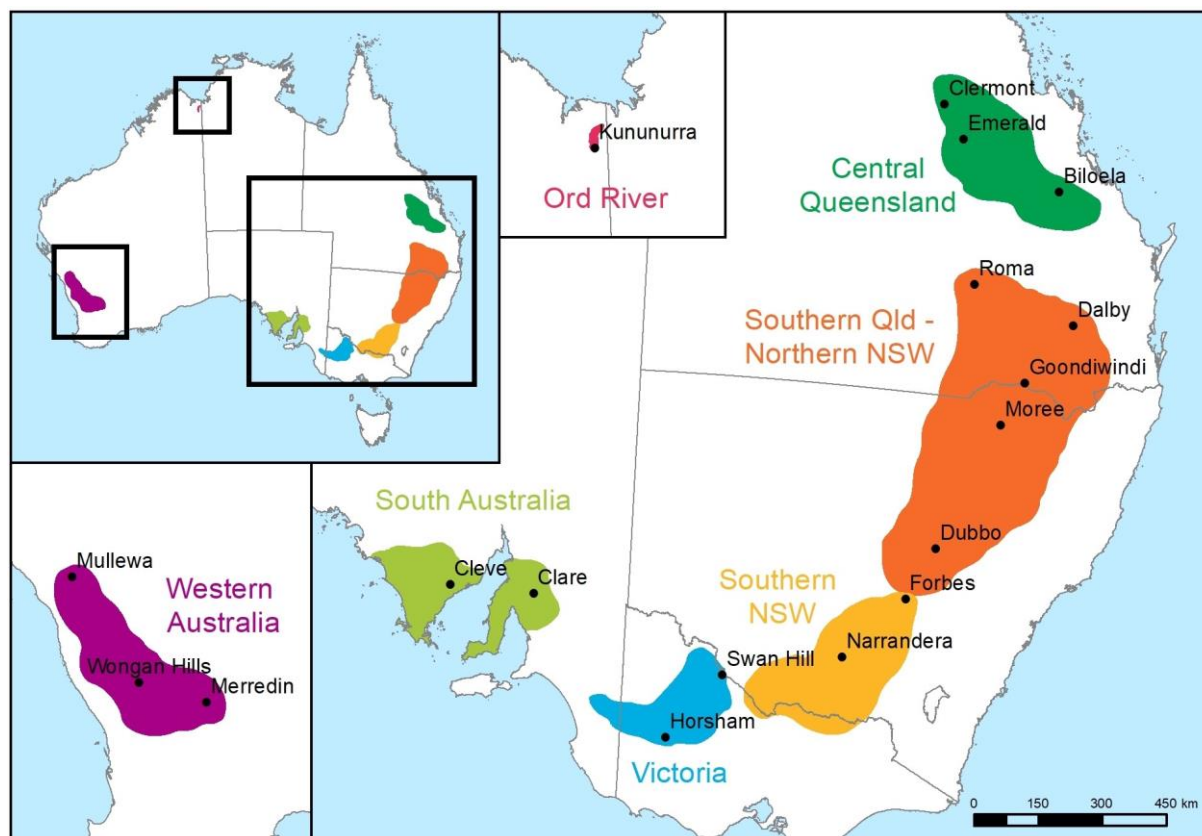 Kununurra
Ord River
Clermont
Emerald
Central
Queensland
Biloela
Roma
Dalby
Southern Qld -
Northern NSW
Goondiwindi
Moree
Dubbo
Forbes
Southern
NSW
Narrandera
South Australia
Cleve
Clare
Swan Hill
Horsham
Victoria
Mullewa
Western
Australia
Wongan Hills
Merredin
0 150 300 450 km